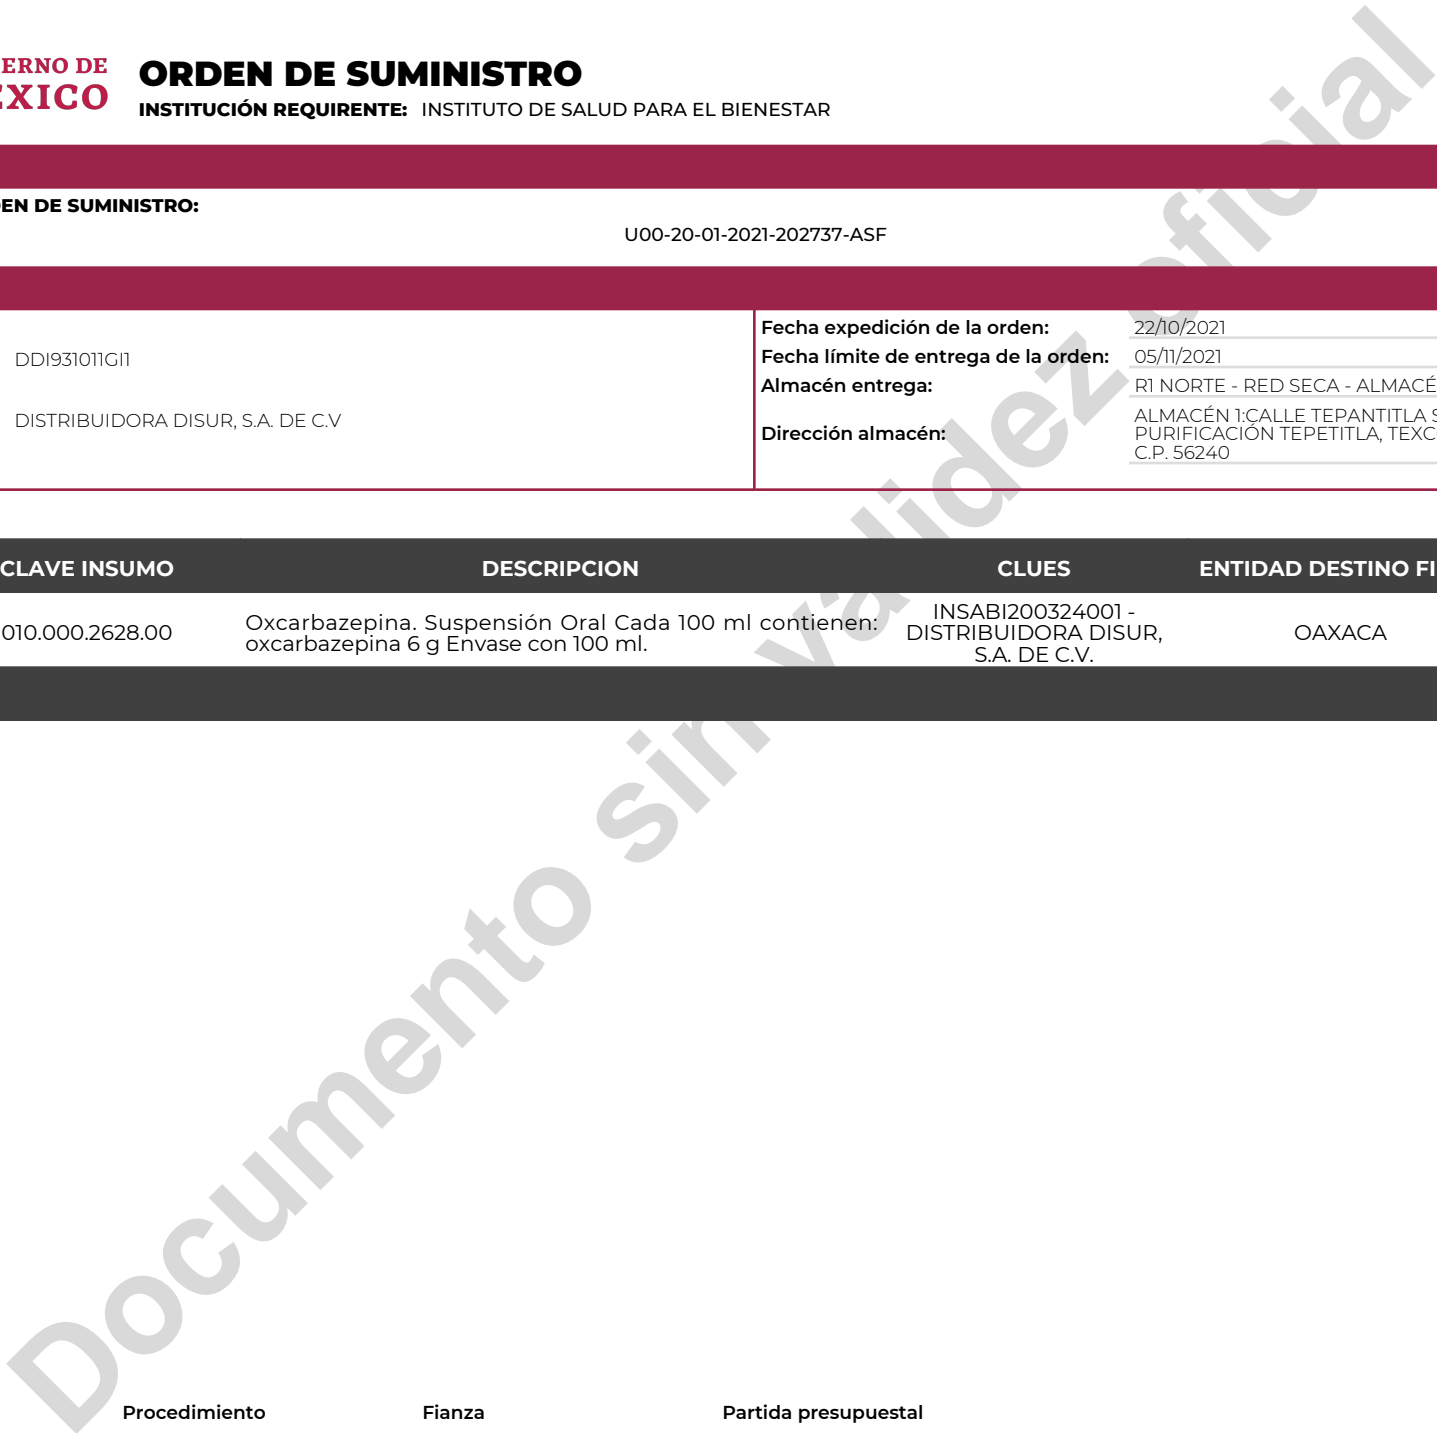 ERNO DE
ÉXICO
ORDEN DE SUMINISTRO
INSTITUCIÓN REQUIRENTE: INSTITUTO DE SALUD PARA EL BIENESTAR
EN DE SUMINISTRO:
U00-20-01-2021-202737-ASF
DDI931011GI1
DISTRIBUIDORA DISUR, S.A. DE C.V
Fecha expedición de la orden: 22/10/2021
Fecha límite de entrega de la orden: 05/11/2021
Almacén entrega: R1 NORTE - RED SECA - ALMACÉ
Dirección almacén: ALMACÉN 1:CALLE TEPANTITLA S
PURIFICACIÓN TEPETITLA, TEXC
C.P. 56240
CLAVE INSUMO DESCRIPCION CLUES ENTIDAD DESTINO FI
010.000.2628.00
Oxcarbazepina. Suspensión Oral Cada 100 ml contienen:
oxcarbazepina 6 g Envase con 100 ml.
INSABI200324001 -
DISTRIBUIDORA DISUR,
S.A. DE C.V.
OAXACA
Documento sin validez oficial
Procedimiento Fianza Partida presupuestal